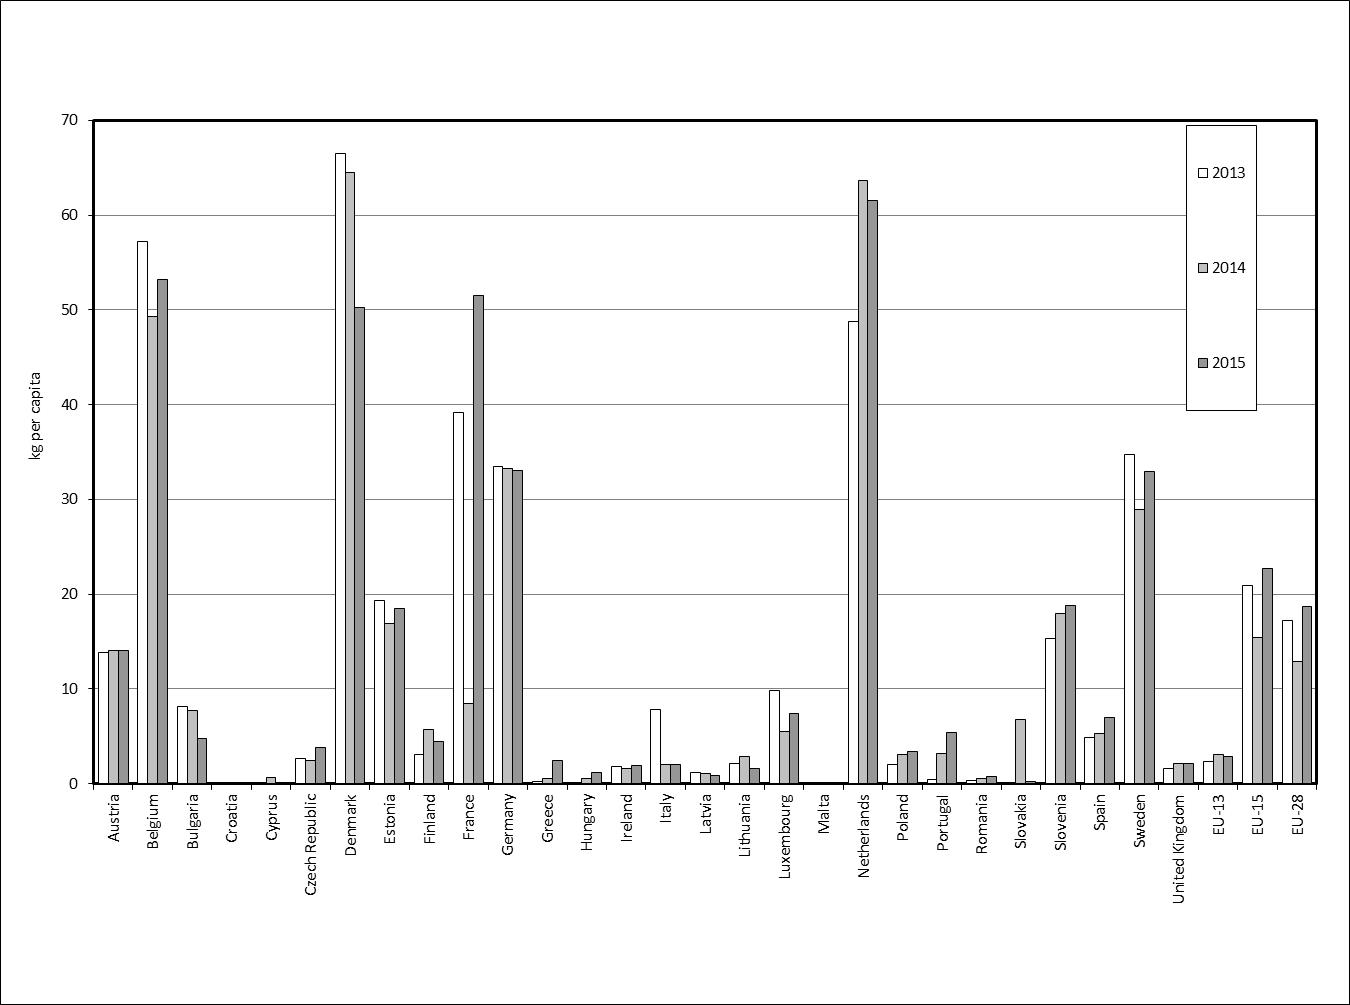 70
60
50
40
30
20
10
0
kg per capita
2013
2014
2015
Austria
Belgium
Bulgaria
Croatia
Cyprus
Czech Republic
Denmark
Estonia
Finland
France
Germany
Greece
Hungary
Ireland
Italy
Latvia
Lithuania
Luxembourg
Malta
Netherlands
Poland
Portugal
Romania
Slovakia
Slovenia
Spain
Sweden
United Kingdom
EU-13
EU-15
EU-28